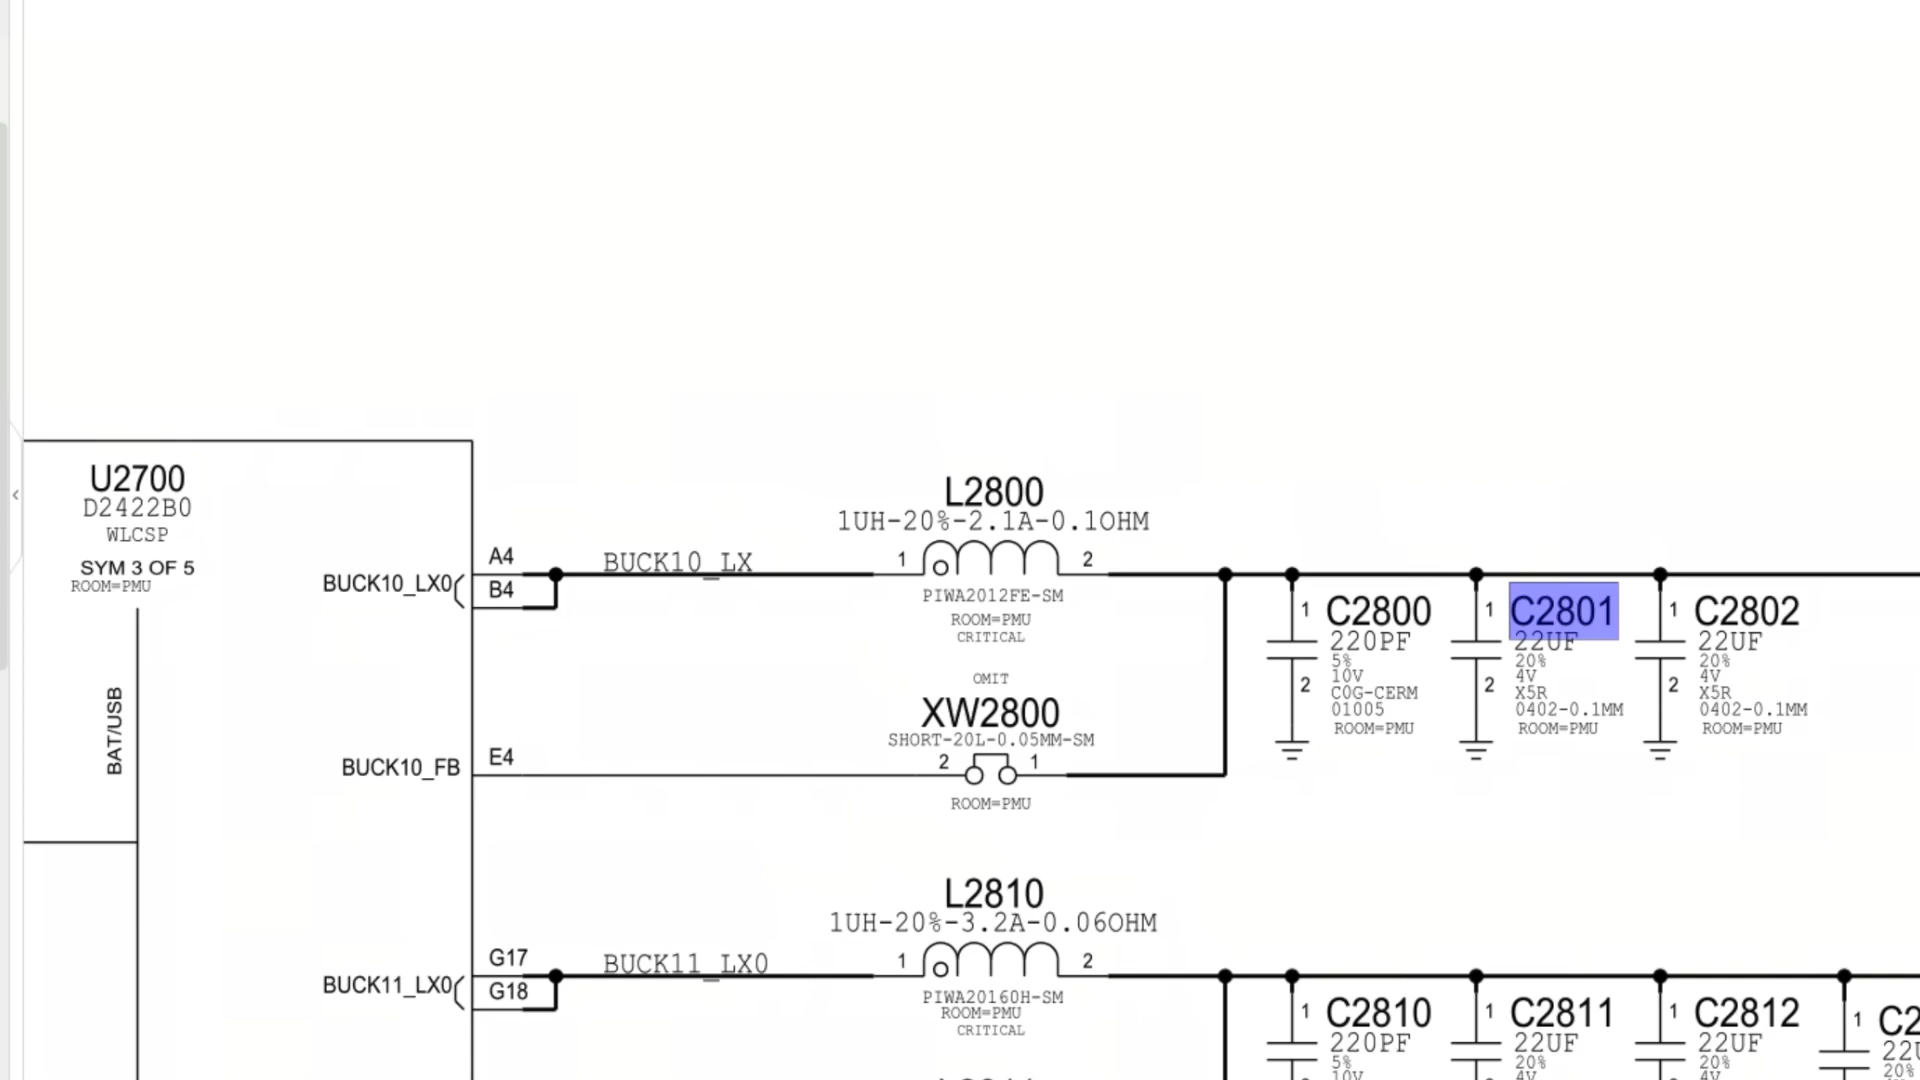 U2700
D2422B0
WLCSP
SYM 3 OF 5
ROOM=PMU
BAT/USB
BUCK10_LX0
A4
B4
BUCK10_LX
L2800
1UH-20%-2.1A-0.1OHM
1
2
PIWA2012FE-SM
ROOM=PMU
CRITICAL
1
C2800
220PF
5%
10V
C0G-CERM
01005
ROOM=PMU
2
1
C2801
22UF
20%
4V
X5R
0402-0.1MM
ROOM=PMU
2
1
C2802
22UF
20%
4V
X5R
0402-0.1MM
ROOM=PMU
2
OMIT
XW2800
SHORT-20L-0.05MM-SM
2
1
ROOM=PMU
BUCK10_FB
E4
BUCK11_LX0
G17
G18
BUCK11_LX0
L2810
1UH-20%-3.2A-0.06OHM
1
2
PIWA20160H-SM
ROOM=PMU
CRITICAL
1
C2810
220PF
5%
10V
1
C2811
22UF
20%
4V
1
C2812
22UF
20%
4V
1
C2
22U
20%